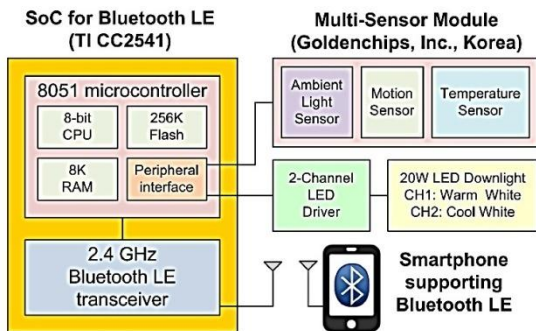 SoC for Bluetooth LE
(TI CC2541)
8051 microcontroller
8-bit
CPU
256K
Flash
8K
RAM
Peripheral
interface
2.4 GHz
Bluetooth LE
transceiver
Multi-Sensor Module
(Goldenchips, Inc., Korea)
Ambient
Light
Sensor
Motion
Sensor
Temperature
Sensor
2-Channel
LED
Driver
20W LED Downlight
CH1: Warm White
CH2: Cool White
Smartphone
supporting
Bluetooth LE